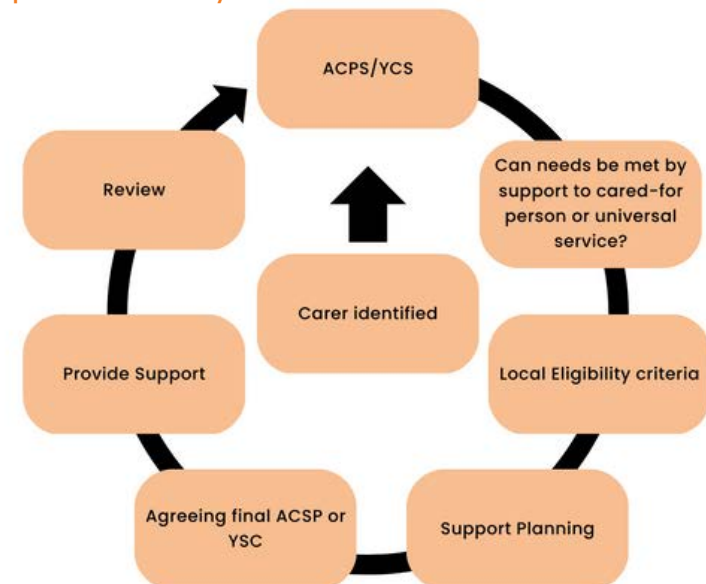 ACPS/YCS
Can needs be met by
support to cared-for
person or universal
service?
Local Eligibility criteria
Support Planning
Agreeing final ACSP or
YSC
Provide Support
Review
Carer identified